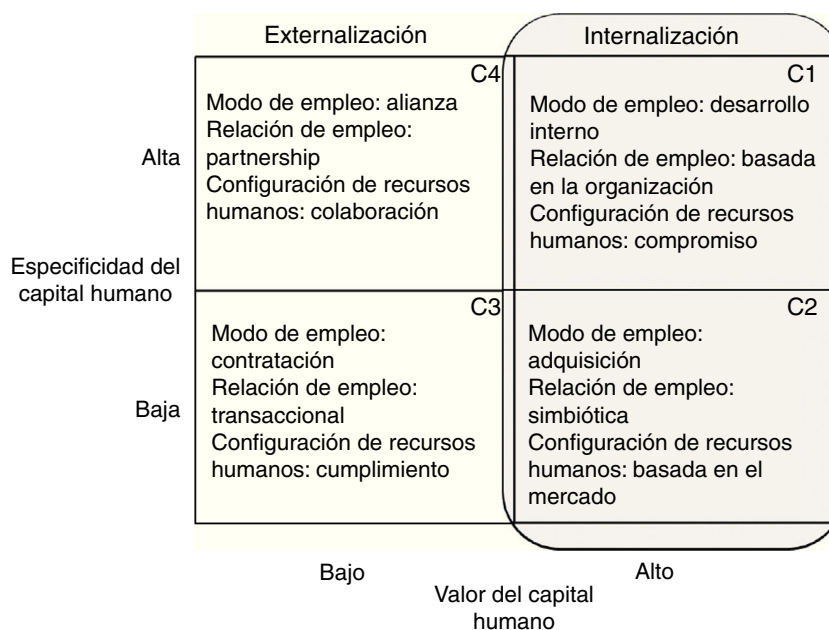 Externalización
Internalización
C4
Modo de empleo: alianza
Relación de empleo:
partnership
Configuración de recursos
humanos: colaboración
C1
Modo de empleo: desarrollo
interno
Relación de empleo: basada
en la organización
Configuración de recursos
humanos: compromiso
Alta
Especificidad del
capital humano
Baja
C3
Modo de empleo:
contratación
Relación de empleo:
transaccional
Configuración de recursos
humanos: cumplimiento
C2
Modo de empleo:
adquisición
Relación de empleo:
simbiótica
Configuración de recursos
humanos: basada en el
mercado
Bajo
Alto
Valor del capital
humano